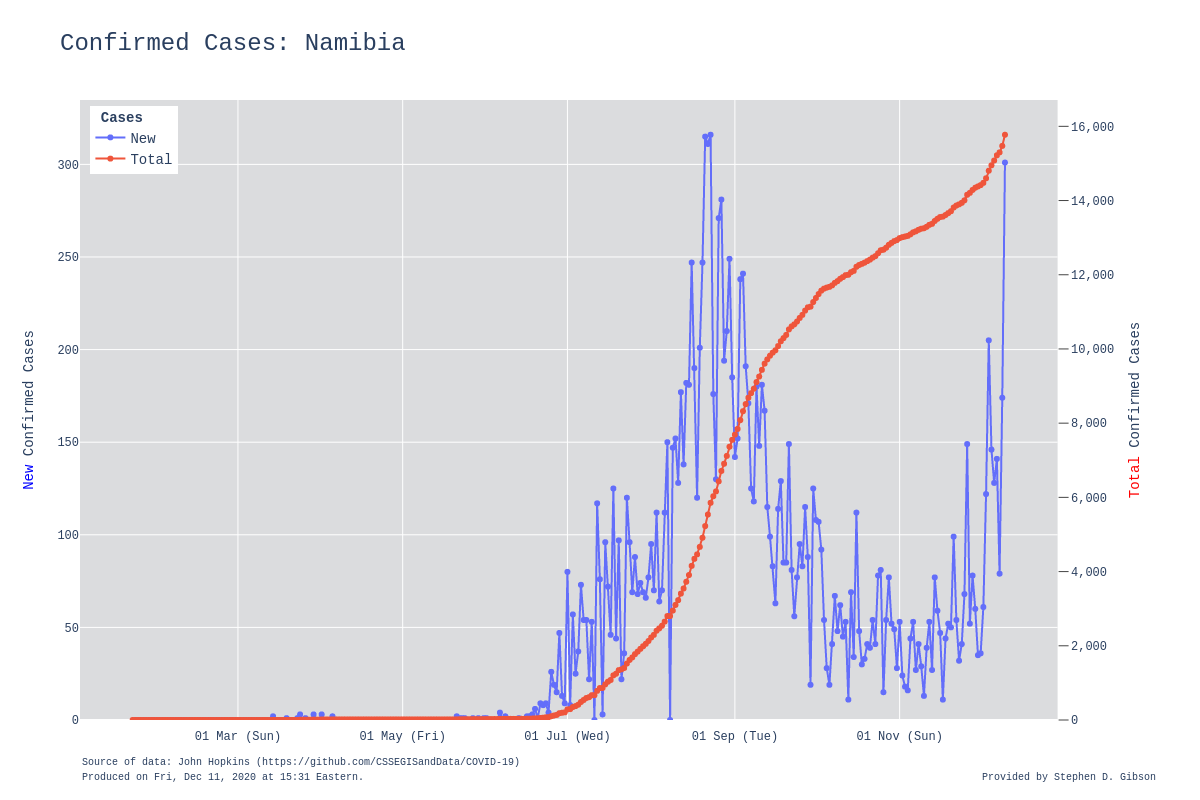 Confirmed Cases: Namibia
Cases
New
Total
300
250
200
150
100
50
0
16,000
14,000
12,000
10,000
8,000
6,000
4,000
2,000
0
New Confirmed Cases
Total Confirmed Cases
01 Mar (Sun)
01 May (Fri)
01 Jul (Wed)
01 Sep (Tue)
01 Nov (Sun)
Source of data: John Hopkins (https://github.com/CSSEGISandData/COVID-19)
Produced on Fri, Dec 11, 2020 at 15:31 Eastern.
Provided by Stephen D. Gibson